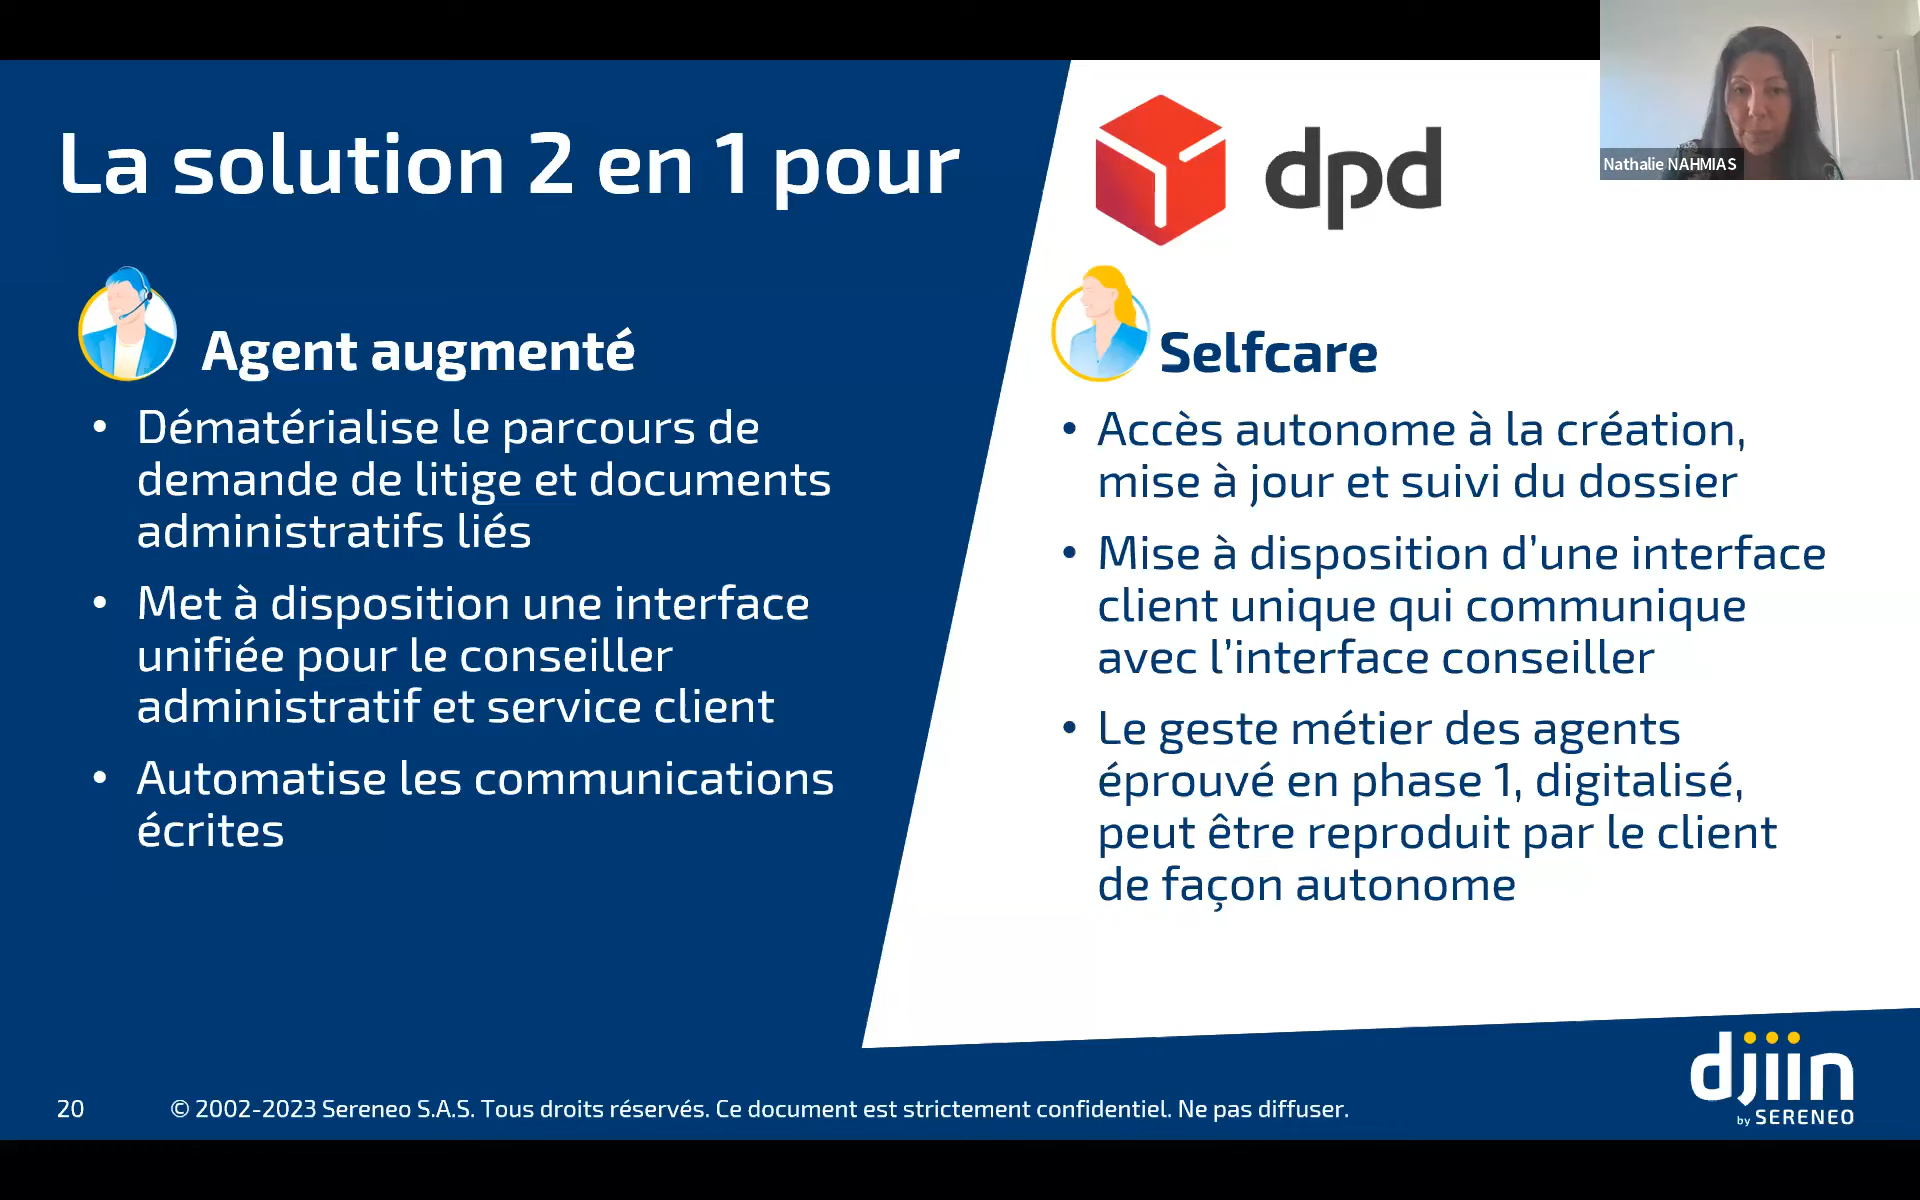 La solution 2 en 1 pour
dpd
Nathalie NAHMIAS
Agent augmenté
• Dématérialise le parcours de
demande de litige et documents
administratifs liés
• Met à disposition une interface
unifiée pour le conseiller
administratif et service client
• Automatise les communications
écrites
Selfcare
• Accès autonome à la création,
mise à jour et suivi du dossier
• Mise à disposition d’une interface
client unique qui communique
avec l’interface conseiller
• Le geste métier des agents
éprouvé en phase 1, digitalisé,
peut être reproduit par le client
de façon autonome
20
© 2002-2023 Sereneo S.A.S. Tous droits réservés. Ce document est strictement confidentiel. Ne pas diffuser.
djiin
by SERENEO